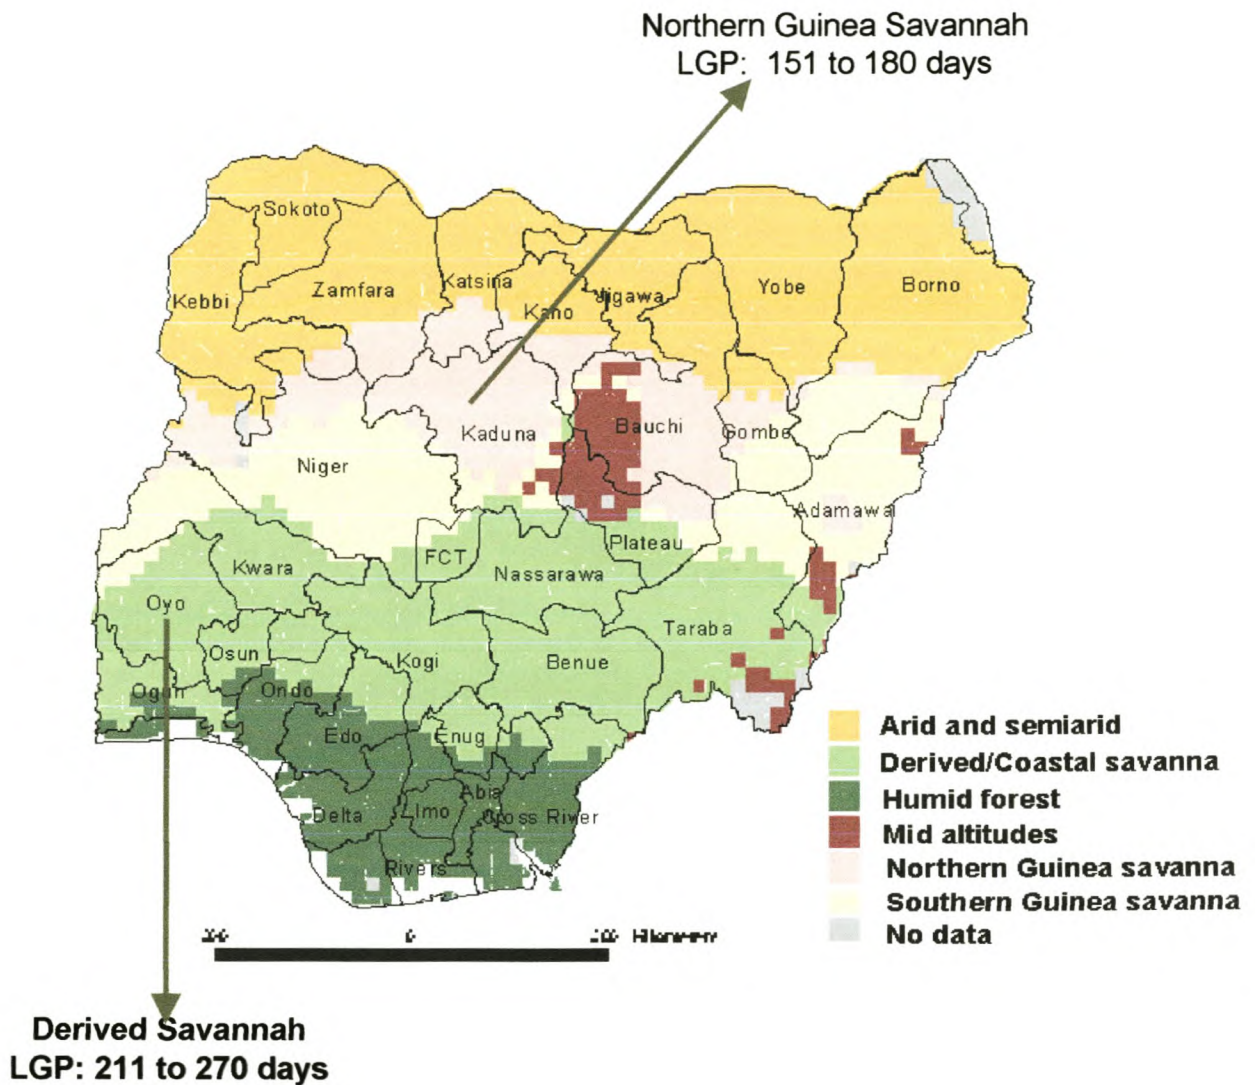 Northern Guinea Savannah
LGP: 151 to 180 days
Sokoto
Katsina
Kebbi
Zamfara
Kano
Jigawa
Yobe
Borno
Kaduna
Bauchi
Gombe
Niger
Adamawa
FCT
Plateau
Kwara
Nassarawa
Oyo
Taraba
Osun
Kogi
Benue
Ogun
Ondo
Edo
Enug
Abia
Delta
Imo
Cross River
Rivers
Arid and semiarid
Derived/Coastal savanna
Humid forest
Mid altitudes
Northern Guinea savanna
Southern Guinea savanna
No data
0
Derived Savannah
LGP: 211 to 270 days